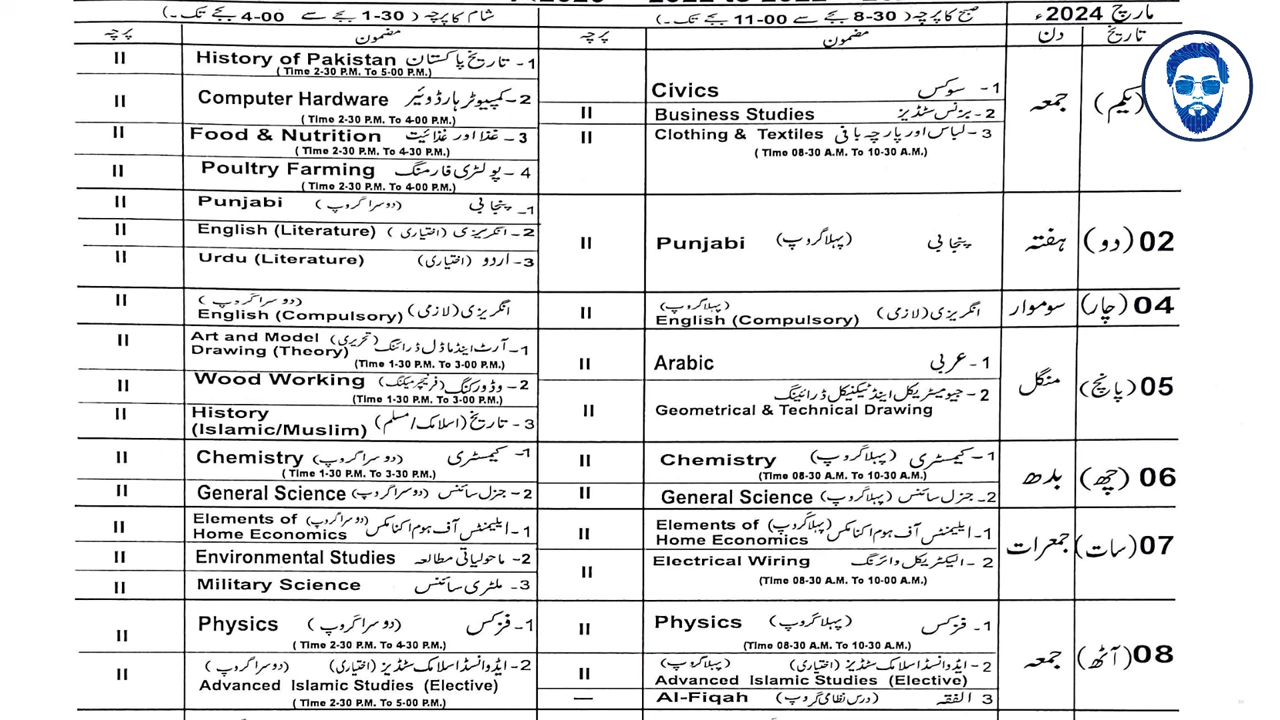 مارچ 2024ء
صبح کا پرچہ ( 8-30 بجے سے 11-00 بجے تک۔)
شام کا پرچہ ( 1-30 بجے سے 4-00 بجے تک۔)
تاریخ دن مضمون پرچہ مضمون پرچہ
(یکم) جمعہ
1- سوکس Civics
2- بزنس سٹڈیز Business Studies II
3- لباس اور پارچہ بافی Clothing & Textiles II
( Time 08-30 A.M. To 10-30 A.M.)
1- تاریخ پاکستان History of Pakistan II
( Time 2-30 P.M. To 5-00 P.M.)
2- کمپیوٹر ہارڈوئیر Computer Hardware II
( Time 2-30 P.M. To 4-00 P.M.)
3- غذا اور غذائیت Food & Nutrition II
( Time 2-30 P.M. To 4-30 P.M.)
4- پولٹری فارمنگ Poultry Farming II
( Time 2-30 P.M. To 4-00 P.M.)
02 (دو) ہفتہ
پنجابی (پہلا گروپ) Punjabi II
1- پنجابی (دوسرا گروپ) Punjabi II
2- انگریزی (اختیاری) English (Literature) II
3- اردو (اختیاری) Urdu (Literature) II
04 (چار) سوموار
انگریزی (لازمی) (پہلا گروپ) English (Compulsory) II
انگریزی (لازمی) (دوسرا گروپ) English (Compulsory) II
05 (پانچ) منگل
1- عربی Arabic II
2- جیومیٹریکل اینڈ ٹیکنیکل ڈرائینگ
Geometrical & Technical Drawing II
1- آرٹ اینڈ ماڈل ڈرائنگ (تحریری) Art and Model Drawing (Theory) II
(Time 1-30 P.M. To 3-00 P.M.)
2- وڈورکنگ (فرنیچر میکنگ) Wood Working II
(Time 1-30 P.M. To 3-00 P.M.)
3- تاریخ (اسلامک/مسلم) History (Islamic/Muslim) II
06 (چھ) بدھ
1- کیمسٹری (پہلا گروپ) Chemistry II
(Time 08-30 A.M. To 10-30 A.M.)
2- جنرل سائنس (پہلا گروپ) General Science II
1- کیمسٹری (دوسرا گروپ) Chemistry II
(Time 1-30 P.M. To 3-30 P.M.)
2- جنرل سائنس (دوسرا گروپ) General Science II
07 (سات) جمعرات
1- ایلیمنٹس آف ہوم اکنامکس (پہلا گروپ) Elements of Home Economics II
2- الیکٹریکل وائرنگ Electrical Wiring II
(Time 08-30 A.M. To 10-00 A.M.)
1- ایلیمنٹس آف ہوم اکنامکس (دوسرا گروپ) Elements of Home Economics II
2- ماحولیاتی مطالعہ Environmental Studies II
3- ملٹری سائنس Military Science II
08 (آٹھ) جمعہ
1- فزکس (پہلا گروپ) Physics II
(Time 08-30 A.M. To 10-30 A.M.)
2- ایڈوانسڈ اسلامک سٹڈیز (اختیاری) (پہلا گروپ)
Advanced Islamic Studies (Elective) II
3 الفقہ (درس نظامی گروپ) Al-Fiqah —
1- فزکس (دوسرا گروپ) Physics II
( Time 2-30 P.M. To 4-30 P.M.)
2- ایڈوانسڈ اسلامک سٹڈیز (اختیاری) (دوسرا گروپ)
Advanced Islamic Studies (Elective) II
( Time 2-30 P.M. To 5-00 P.M.)